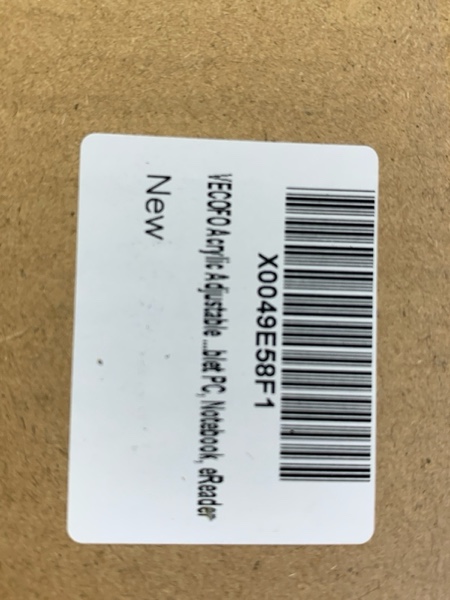 X0049E58F1
VECOFO Acrylic Adjustable ...blet PC, Notebook, eReader
New